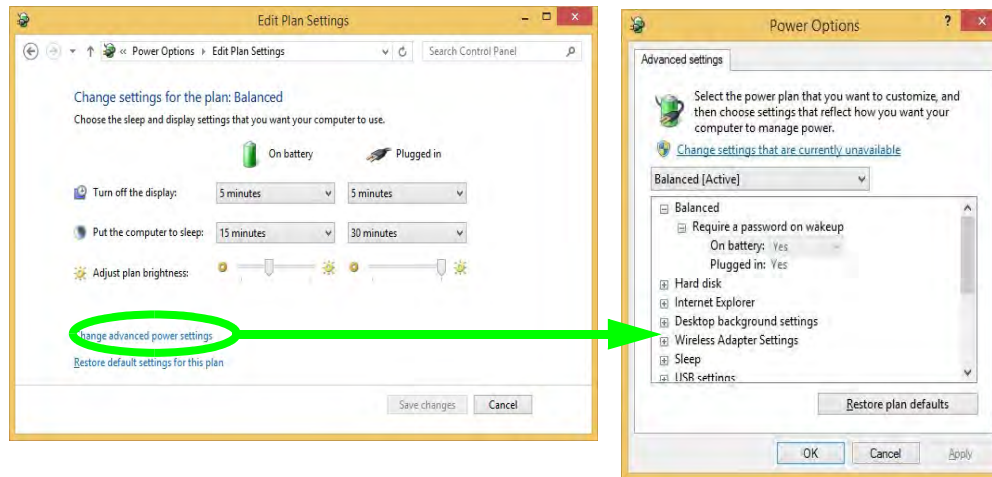 Edit Plan Settings
« Power Options Edit Plan Settings
Search Control Panel
Change settings for the plan: Balanced
Choose the sleep and display settings that you want your computer to use.
On battery Plugged in
Turn off the display: 5 minutes 5 minutes
Put the computer to sleep: 15 minutes 30 minutes
Adjust plan brightness:
Change advanced power settings
Restore default settings for this plan
Save changes Cancel
Power Options ?
Advanced settings
Select the power plan that you want to customize, and
then choose settings that reflect how you want your
computer to manage power.
Change settings that are currently unavailable
Balanced [Active]
Balanced
Require a password on wakeup
On battery: Yes
Plugged in: Yes
Hard disk
Internet Explorer
Desktop background settings
Wireless Adapter Settings
Sleep
USB settings
Restore plan defaults
OK Cancel Apply